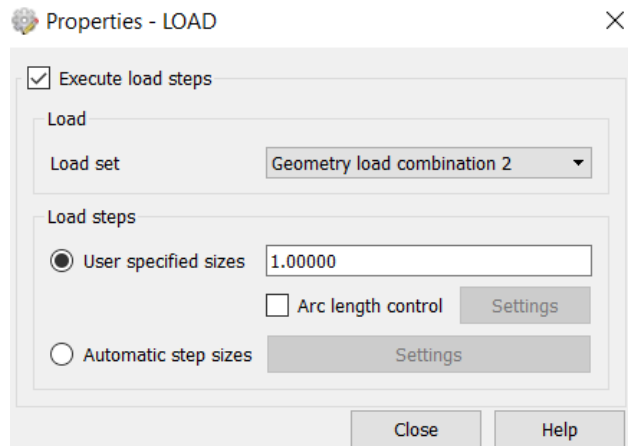 Properties - LOAD
Execute load steps
Load
Load set Geometry load combination 2
Load steps
User specified sizes 1.00000
Arc length control Settings
Automatic step sizes Settings
Close Help